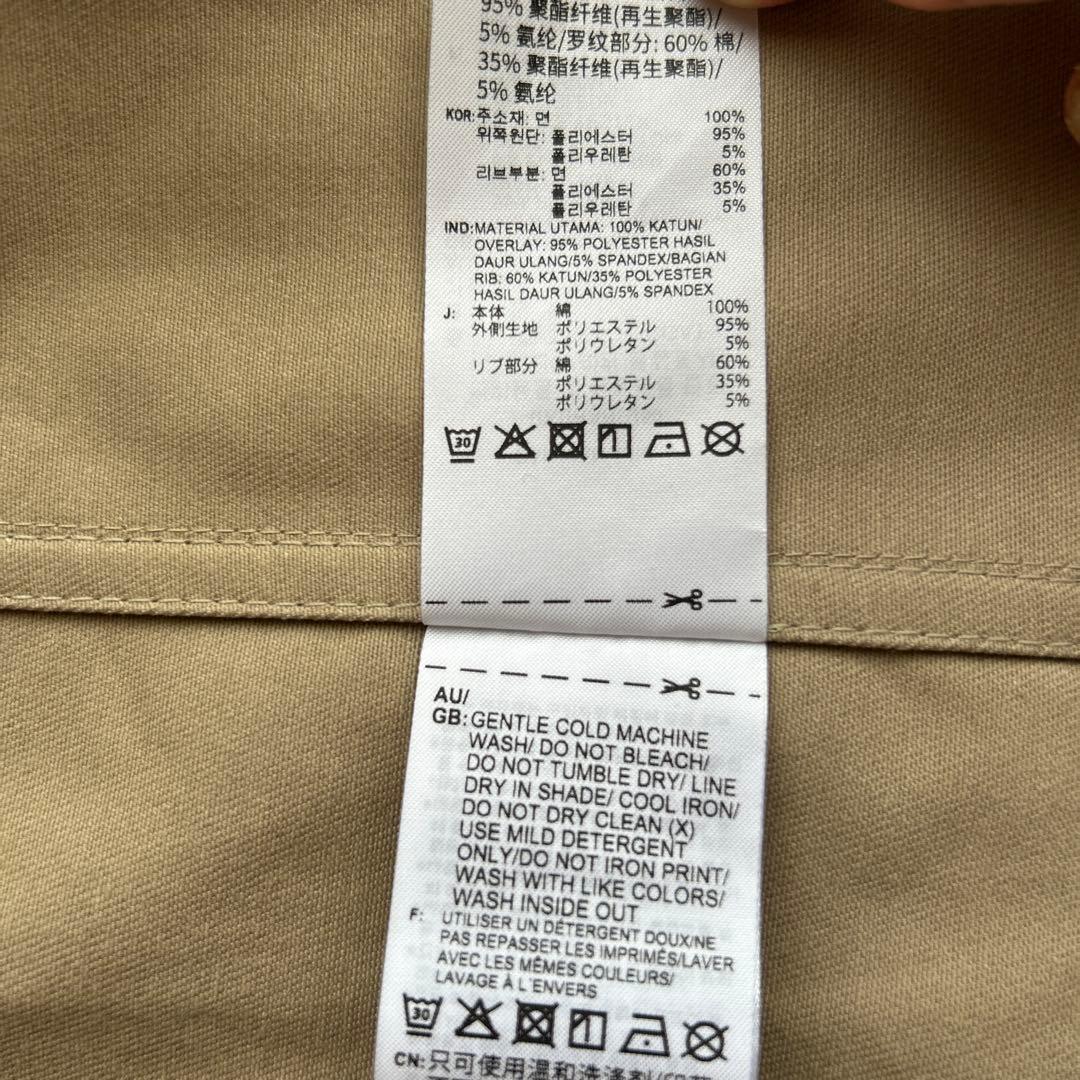 95% 聚酯纤维(再生聚酯)/
5% 氨纶/罗纹部分: 60% 棉/
35% 聚酯纤维(再生聚酯)/
5% 氨纶
KOR: 주소재: 면 100%
위쪽원단: 폴리에스터 95%
폴리우레탄 5%
리브부분: 면 60%
폴리에스터 35%
폴리우레탄 5%
IND: MATERIAL UTAMA: 100% KATUN/
OVERLAY: 95% POLYESTER HASIL
DAUR ULANG/5% SPANDEX/BAGIAN
RIB: 60% KATUN/35% POLYESTER
HASIL DAUR ULANG/5% SPANDEX
J: 本体 綿 100%
外側生地 ポリエステル 95%
ポリウレタン 5%
リブ部分 綿 60%
ポリエステル 35%
ポリウレタン 5%
30
AU/
GB: GENTLE COLD MACHINE
WASH/ DO NOT BLEACH/
DO NOT TUMBLE DRY/ LINE
DRY IN SHADE/ COOL IRON/
DO NOT DRY CLEAN (X)
USE MILD DETERGENT
ONLY/DO NOT IRON PRINT/
WASH WITH LIKE COLORS/
WASH INSIDE OUT
F: UTILISER UN DÉTERGENT DOUX/NE
PAS REPASSER LES IMPRIMÉS/LAVER
AVEC LES MÊMES COULEURS/
LAVAGE À L'ENVERS
30
CN: 只可使用温和洗涤剂/印花